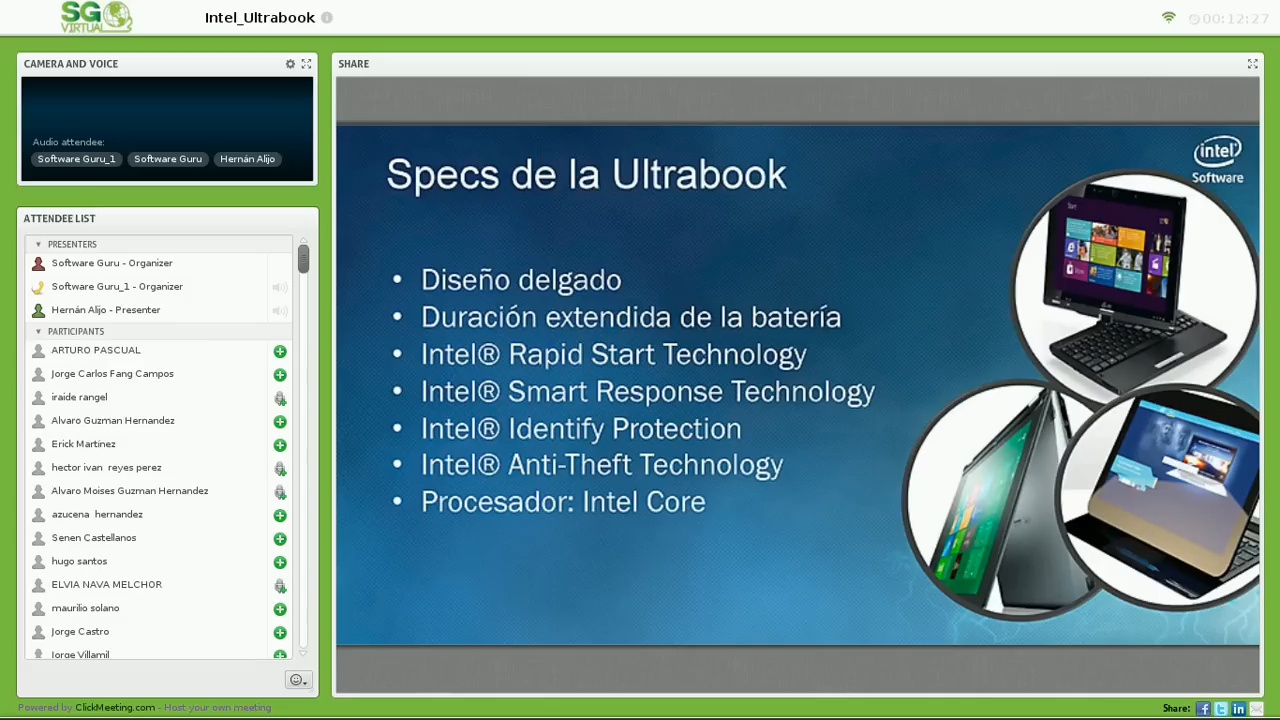 SG
VIRTUAL
Intel_Ultrabook
00:12:27
CAMERA AND VOICE
Audio attendee:
Software Guru_1
Software Guru
Hernán Alijo
ATTENDEE LIST
PRESENTERS
Software Guru - Organizer
Software Guru_1 - Organizer
Hernán Alijo - Presenter
PARTICIPANTS
ARTURO PASCUAL
Jorge Carlos Fang Campos
iraide rangel
Alvaro Guzman Hernandez
Erick Martínez
hector ivan reyes perez
Alvaro Moises Guzman Hernandez
azucena hernandez
Senen Castellanos
hugo santos
ELVIA NAVA MELCHOR
maurilio solano
Jorge Castro
Jorge Villamil
SHARE
Specs de la Ultrabook
intel
Software
• Diseño delgado
• Duración extendida de la batería
• Intel® Rapid Start Technology
• Intel® Smart Response Technology
• Intel® Identify Protection
• Intel® Anti-Theft Technology
• Procesador: Intel Core
Start
Powered by ClickMeeting.com - Host your own meeting
Share: